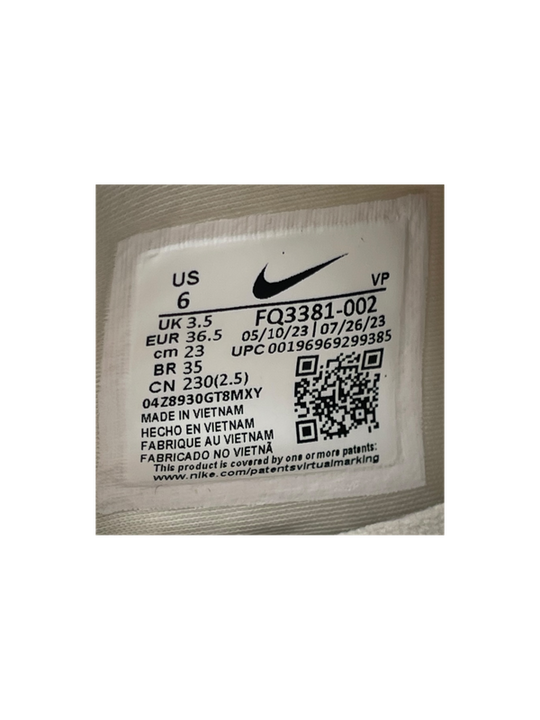 US
6
VP
UK 3.5
FQ3381-002
EUR 36.5
05/10/23 | 07/26/23
cm 23
UPC 00196969299385
BR 35
CN 230(2.5)
04Z8930GT8MXY
MADE IN VIETNAM
HECHO EN VIETNAM
FABRIQUE AU VIETNAM
FABRICADO NO VIETNÃ
This product is covered by one or more patents:
www.nike.com/patentsvirtualmarking